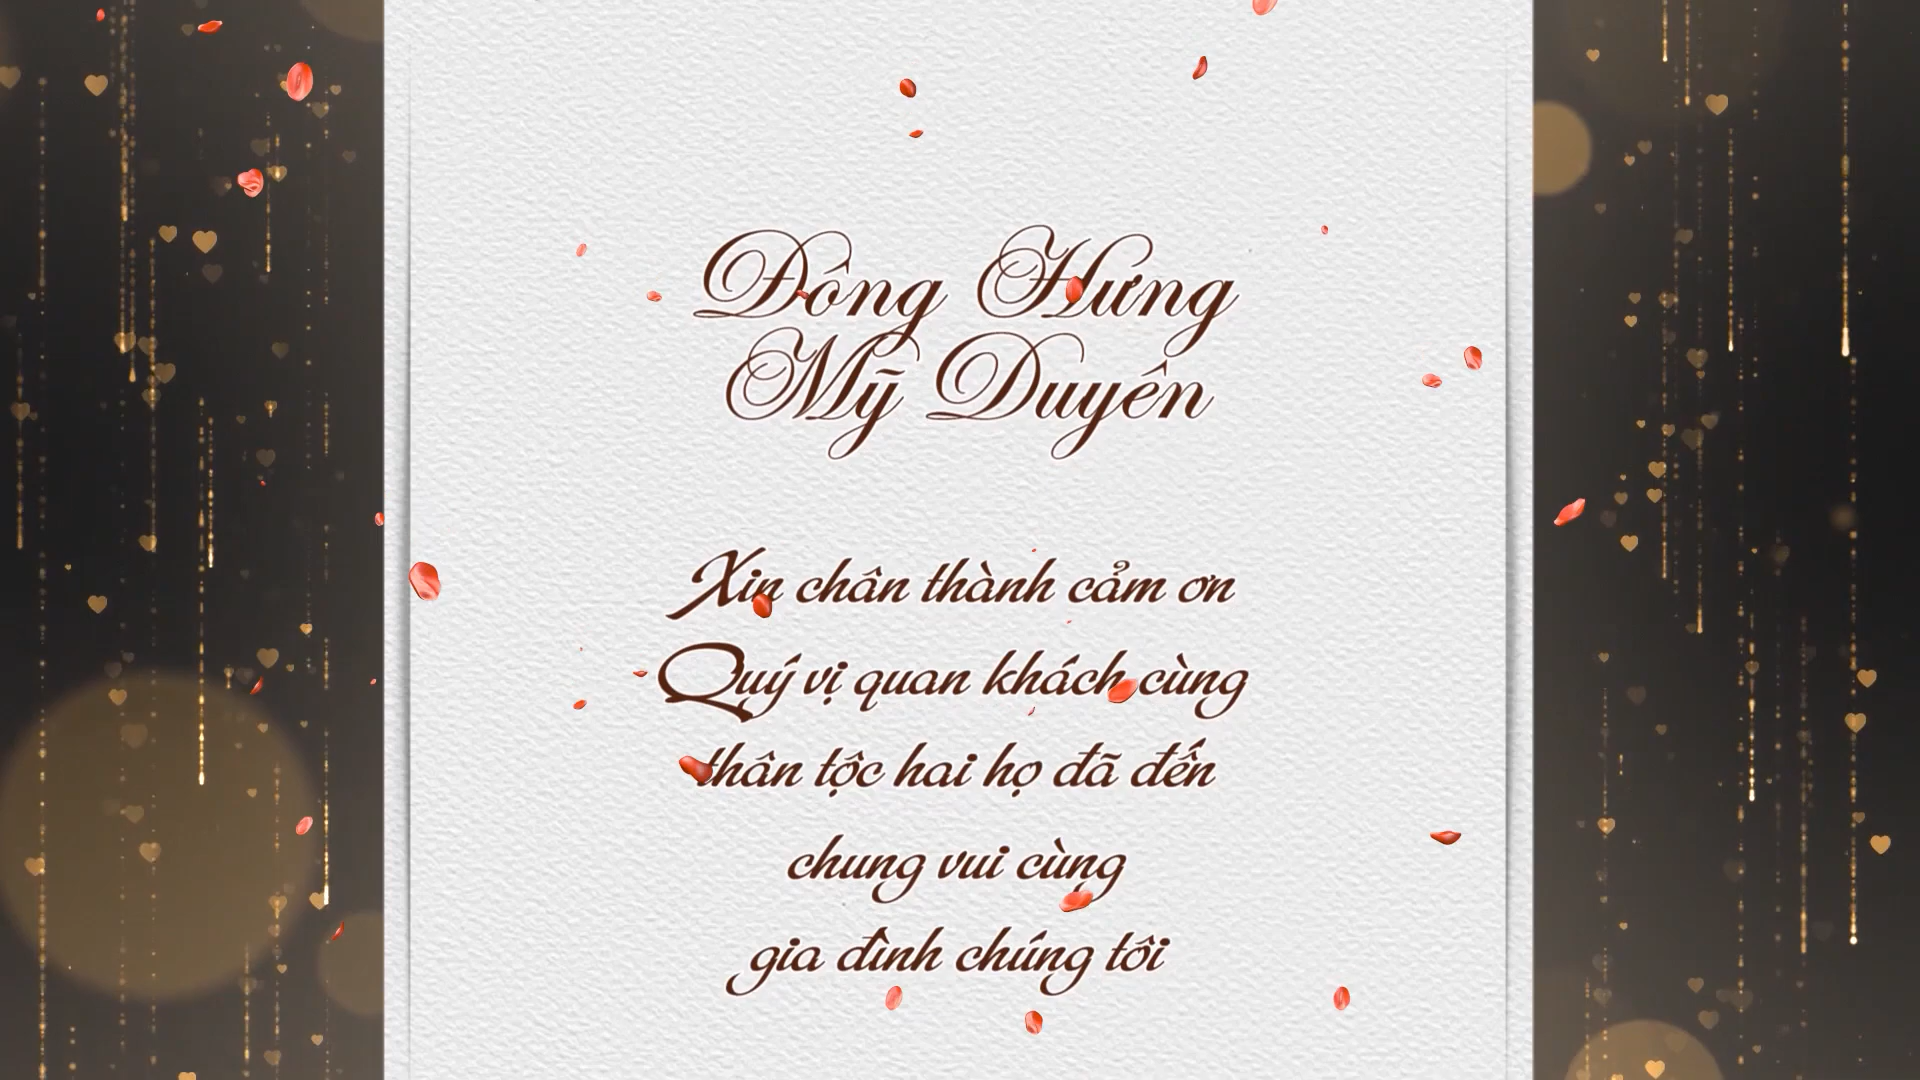 Đông Hưng
Mỹ Duyên
Xin chân thành cảm ơn
Quý vị quan khách cùng
thân tộc hai họ đã đến
chung vui cùng
gia đình chúng tôi